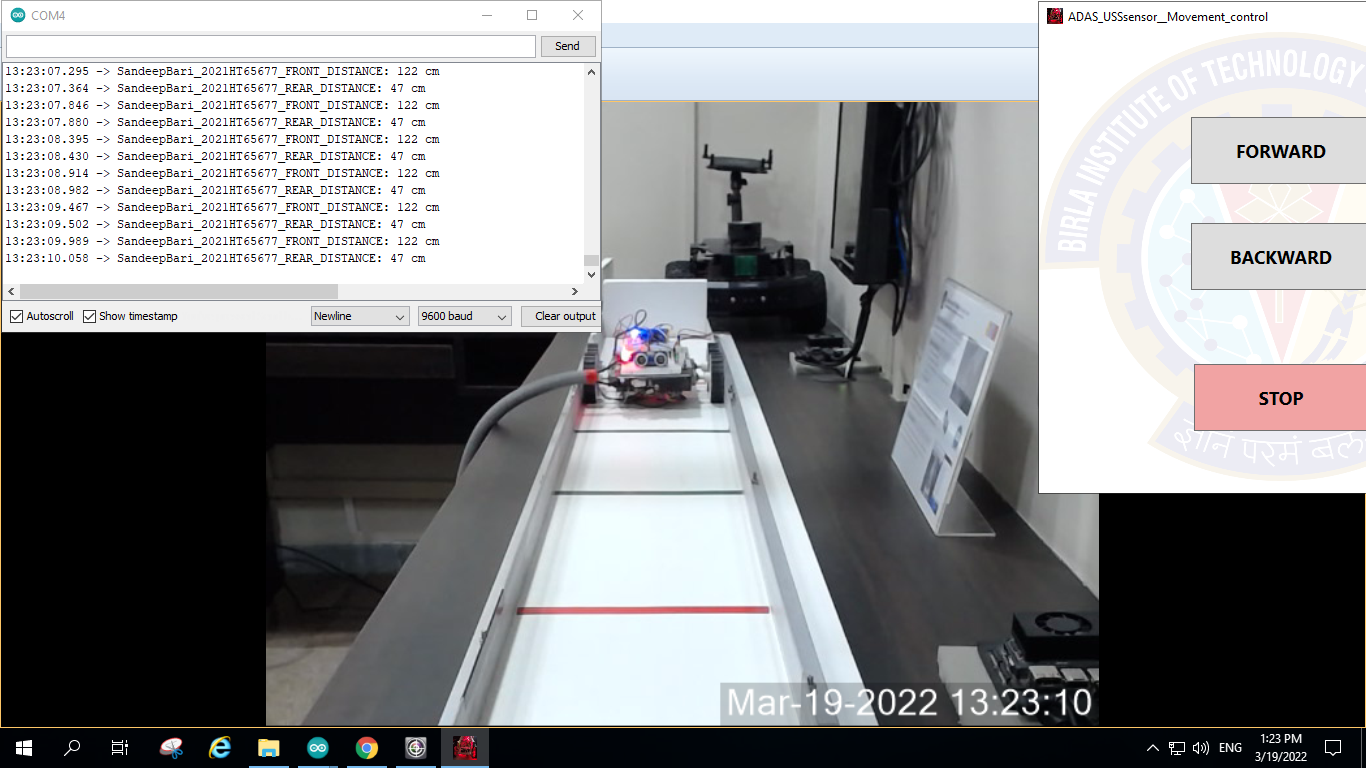 COM4
Send
13:23:07.295 -> SandeepBari_2021HT65677_FRONT_DISTANCE: 122 cm
13:23:07.364 -> SandeepBari_2021HT65677_REAR_DISTANCE: 47 cm
13:23:07.846 -> SandeepBari_2021HT65677_FRONT_DISTANCE: 122 cm
13:23:07.880 -> SandeepBari_2021HT65677_REAR_DISTANCE: 47 cm
13:23:08.395 -> SandeepBari_2021HT65677_FRONT_DISTANCE: 122 cm
13:23:08.430 -> SandeepBari_2021HT65677_REAR_DISTANCE: 47 cm
13:23:08.914 -> SandeepBari_2021HT65677_FRONT_DISTANCE: 122 cm
13:23:08.982 -> SandeepBari_2021HT65677_REAR_DISTANCE: 47 cm
13:23:09.467 -> SandeepBari_2021HT65677_FRONT_DISTANCE: 122 cm
13:23:09.502 -> SandeepBari_2021HT65677_REAR_DISTANCE: 47 cm
13:23:09.989 -> SandeepBari_2021HT65677_FRONT_DISTANCE: 122 cm
13:23:10.058 -> SandeepBari_2021HT65677_REAR_DISTANCE: 47 cm
Autoscroll Show timestamp Newline 9600 baud Clear output
ADAS_USSsensor__Movement_control
BIRLA INSTITUTE OF TECHNOLOGY
FORWARD
BACKWARD
STOP
ज्ञान परमं
Mar-19-2022 13:23:10
ENG
1:23 PM
3/19/2022